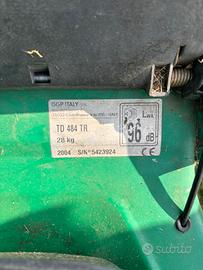 GGP ITALY
TD 484 TR
28 kg
2004 S/N° 5423924
LWA
96
dB
CE
subito